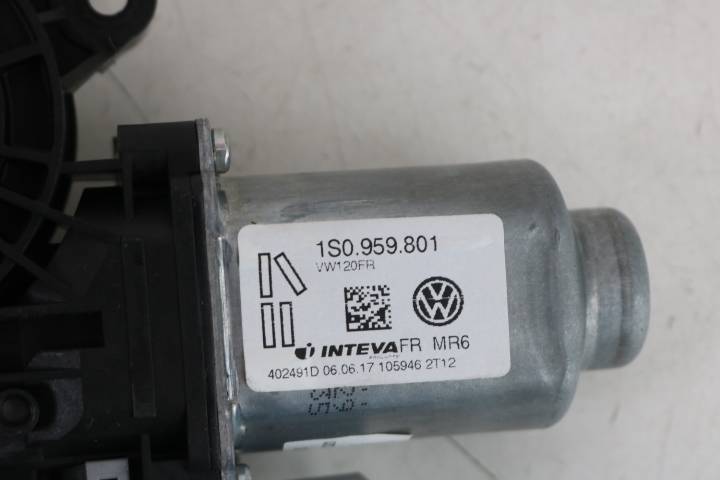 1S0.959.801
VW120FR
INTEVA FR MR6
402491D 06.06.17 105946 2T12